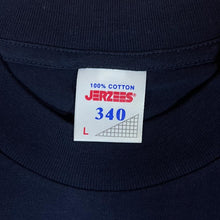 100% COTTON
JERZEES
340
L